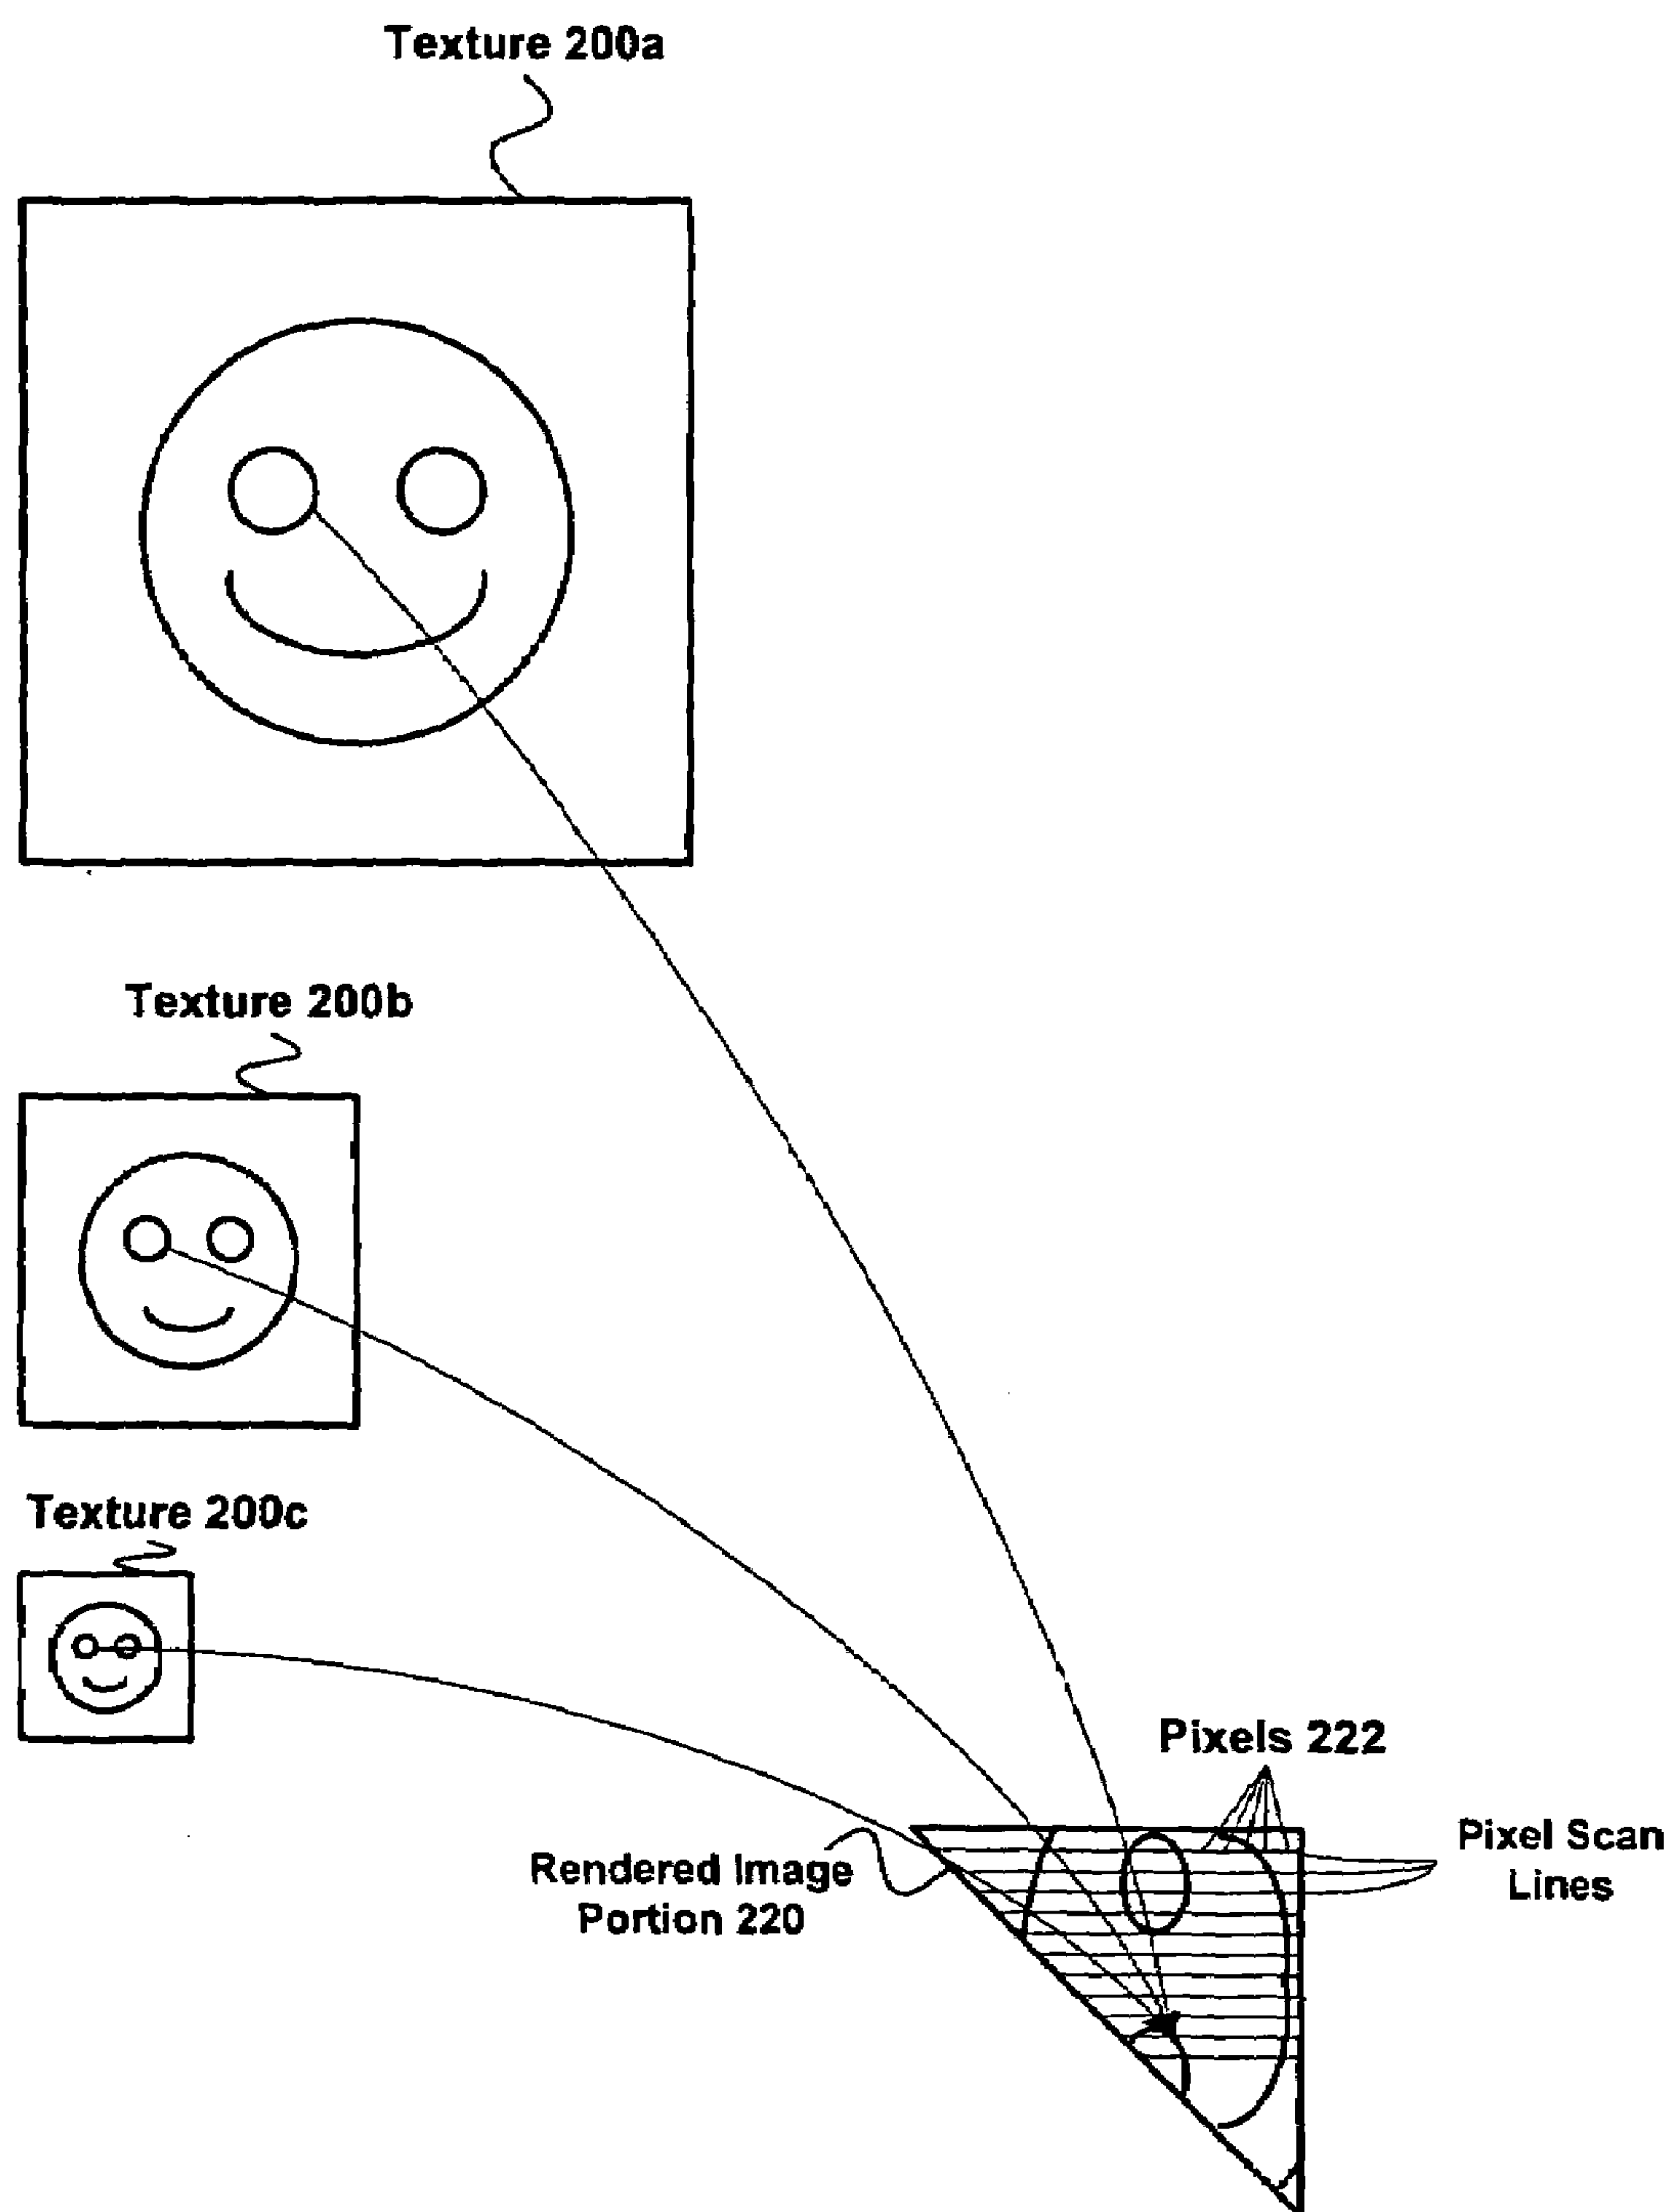 Texture 200a
Texture 200b
Texture 200c
Pixels 222
Pixel Scan
Lines
Rendered Image
Portion 220